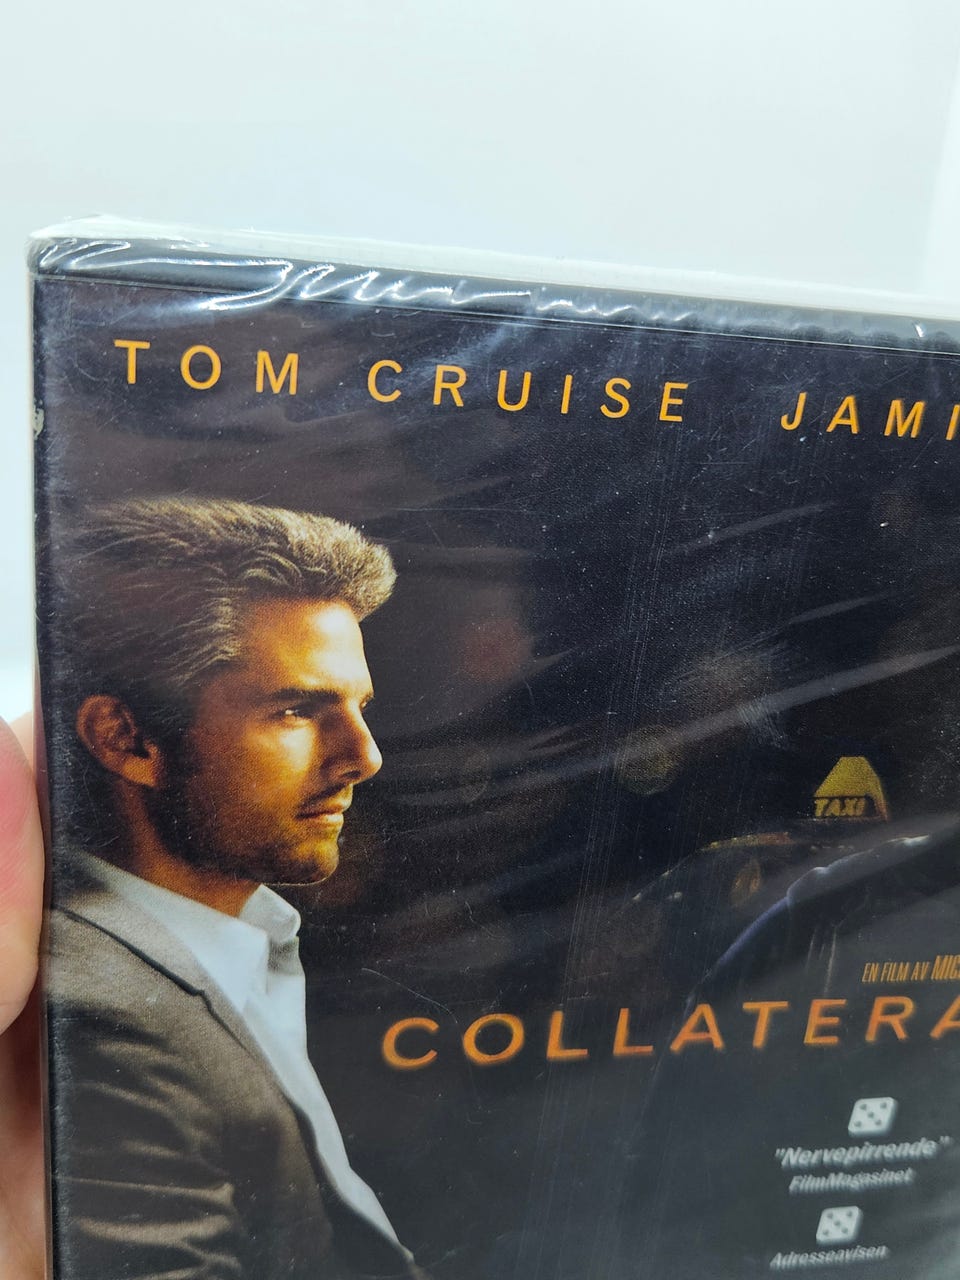 TOM CRUISE JAMI
TAXI
EN FILM AV MIC
COLLATERA
"Nervepirrende"
FilmMagasinet
Adresseavisen